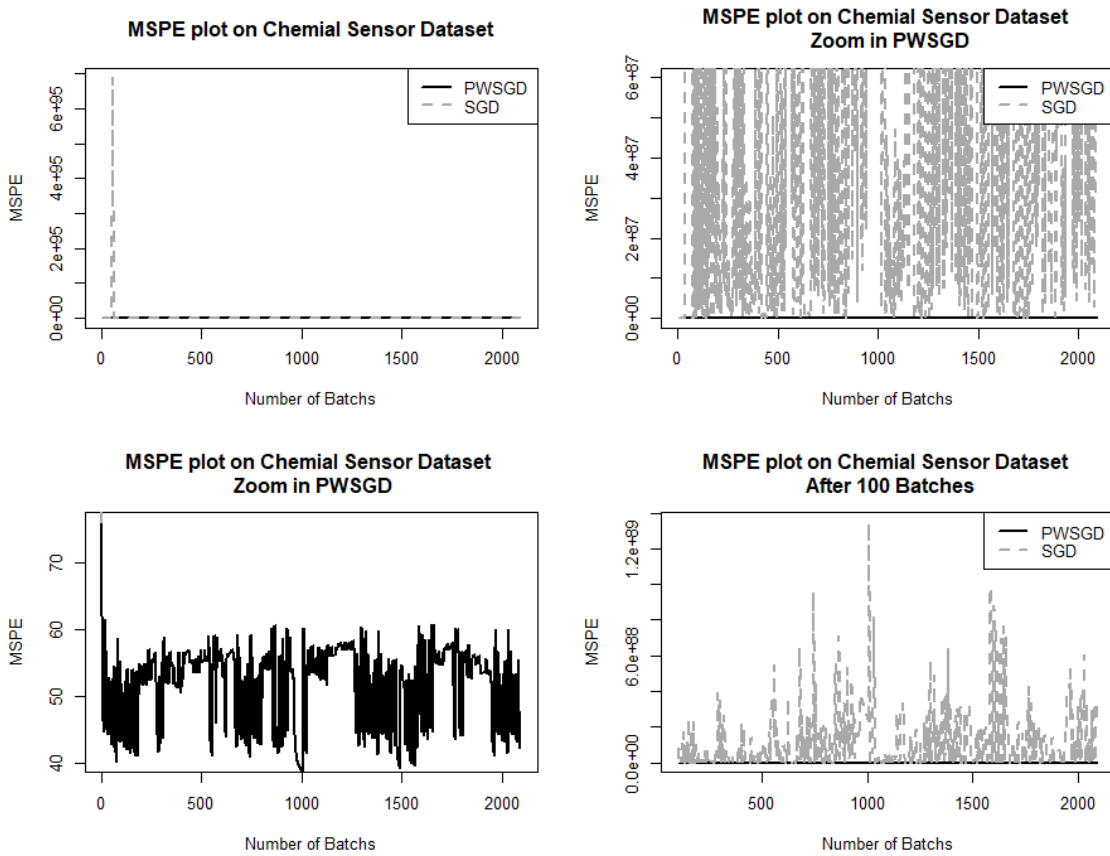 MSPE plot on Chemial Sensor Dataset
6e+95
4e+95
2e+95
0e+00
MSPE
PWSGD
SGD
0
500
1000
1500
2000
Number of Batchs
MSPE plot on Chemial Sensor Dataset
Zoom in PWSGD
6e+87
4e+87
2e+87
0e+00
MSPE
PWSGD
SGD
0
500
1000
1500
2000
Number of Batchs
MSPE plot on Chemial Sensor Dataset
Zoom in PWSGD
70
60
50
40
MSPE
0
500
1000
1500
2000
Number of Batchs
MSPE plot on Chemial Sensor Dataset
After 100 Batches
1.2e+89
6.0e+88
0.0e+00
MSPE
PWSGD
SGD
500
1000
1500
2000
Number of Batchs